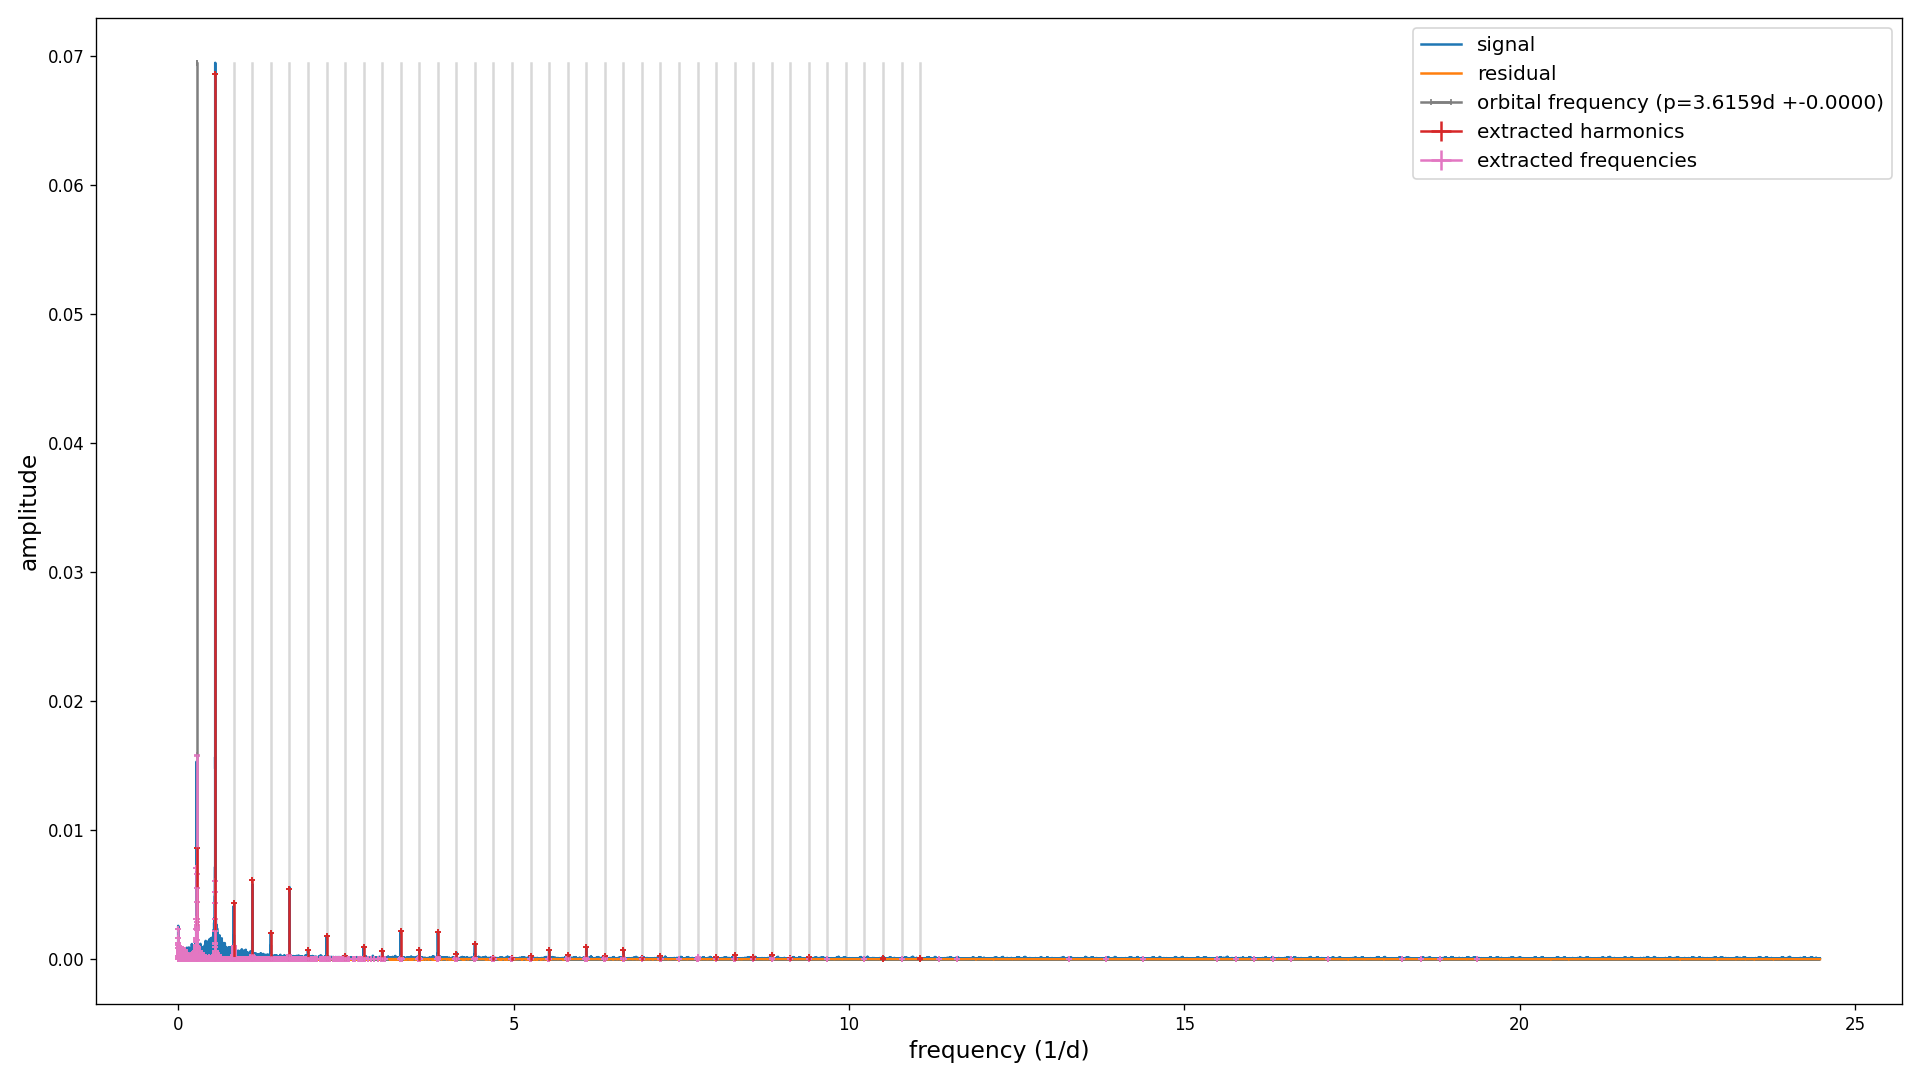 0.07
0.06
0.05
0.04
0.03
0.02
0.01
0.00
amplitude
0
5
10
15
20
25
frequency (1/d)
signal
residual
orbital frequency (p=3.6159d +-0.0000)
extracted harmonics
extracted frequencies